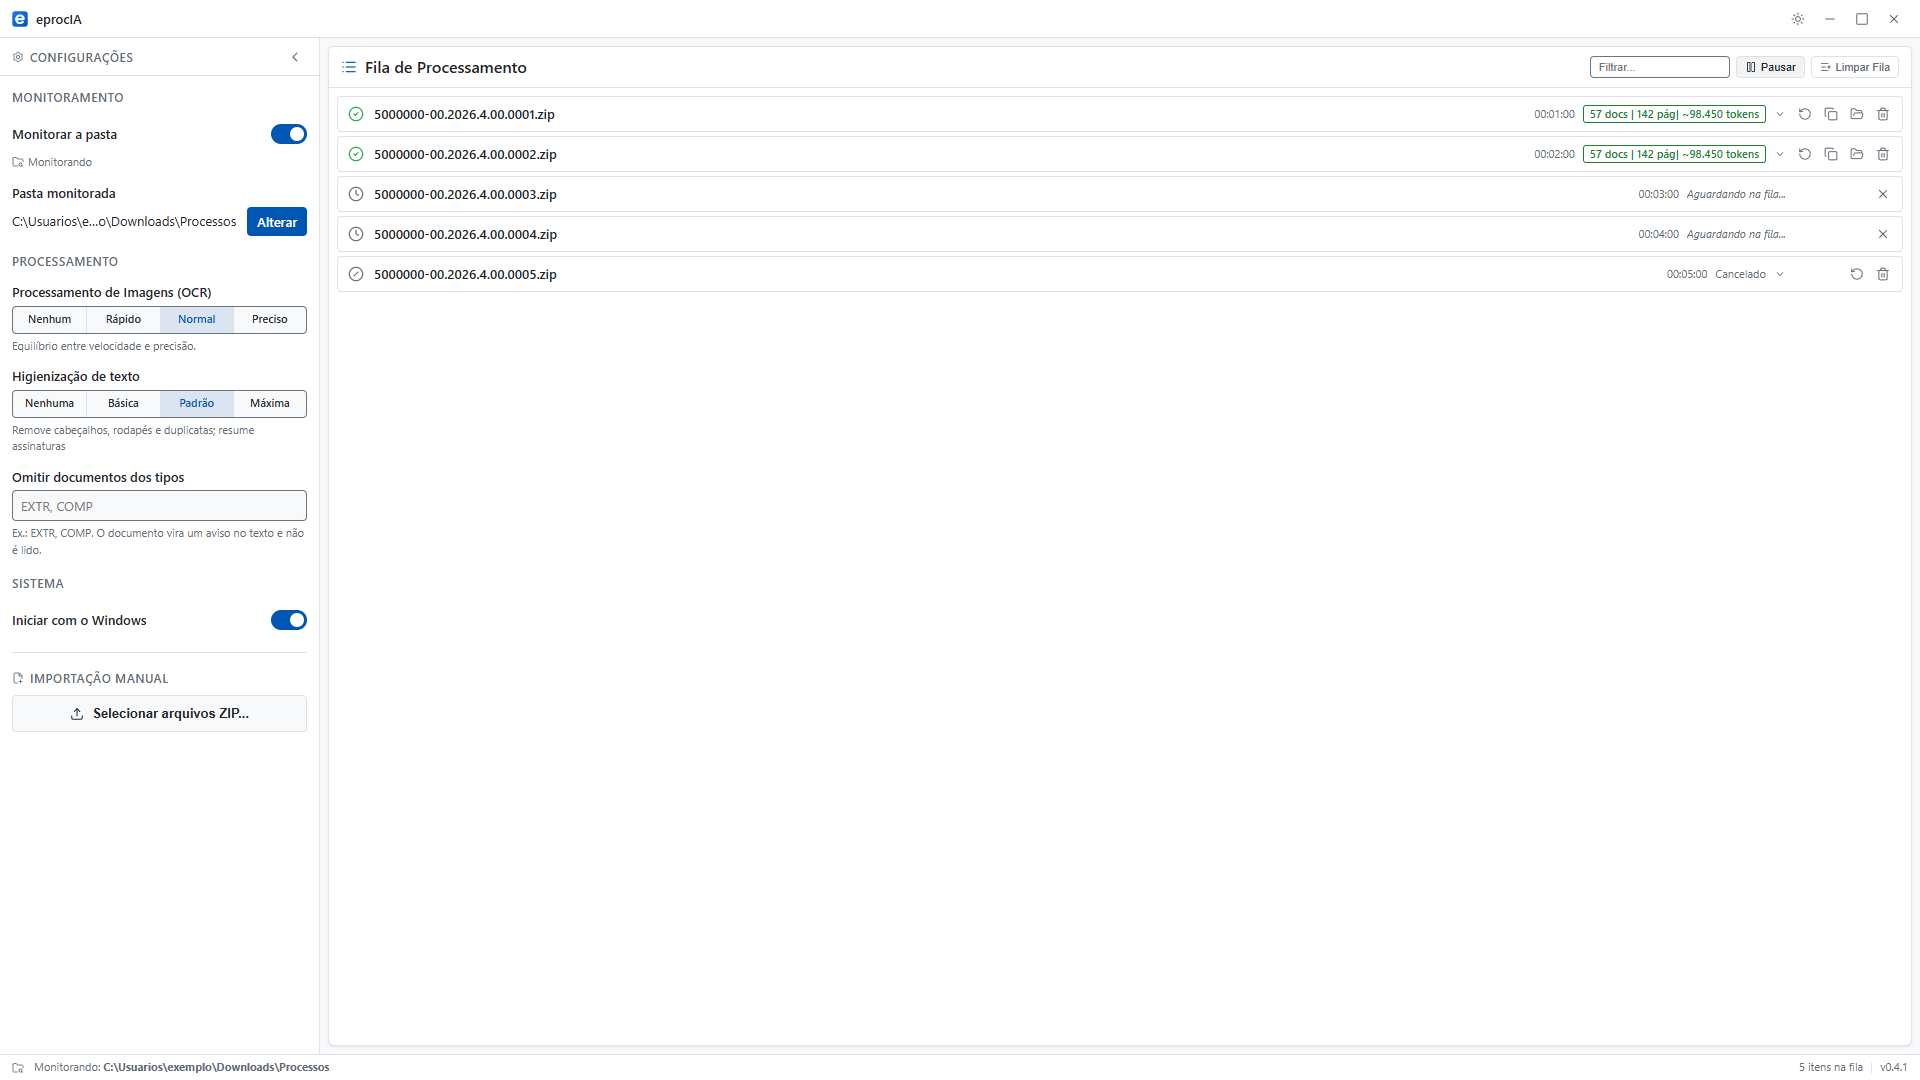 eprocIA
CONFIGURAÇÕES
MONITORAMENTO
Monitorar a pasta
Monitorando
Pasta monitorada
C:\Usuarios\e...o\Downloads\Processos
Alterar
PROCESSAMENTO
Processamento de Imagens (OCR)
Nenhum Rápido Normal Preciso
Equilíbrio entre velocidade e precisão.
Higienização de texto
Nenhuma Básica Padrão Máxima
Remove cabeçalhos, rodapés e duplicatas; resume
assinaturas
Omitir documentos dos tipos
EXTR, COMP
Ex.: EXTR, COMP. O documento vira um aviso no texto e não
é lido.
SISTEMA
Iniciar com o Windows
IMPORTAÇÃO MANUAL
Selecionar arquivos ZIP...
Fila de Processamento
Filtrar... Pausar Limpar Fila
5000000-00.2026.4.00.0001.zip 00:01:00 57 docs | 142 pág| ~98.450 tokens
5000000-00.2026.4.00.0002.zip 00:02:00 57 docs | 142 pág| ~98.450 tokens
5000000-00.2026.4.00.0003.zip 00:03:00 Aguardando na fila...
5000000-00.2026.4.00.0004.zip 00:04:00 Aguardando na fila...
5000000-00.2026.4.00.0005.zip 00:05:00 Cancelado
Monitorando: C:\Usuarios\exemplo\Downloads\Processos
5 itens na fila v0.4.1